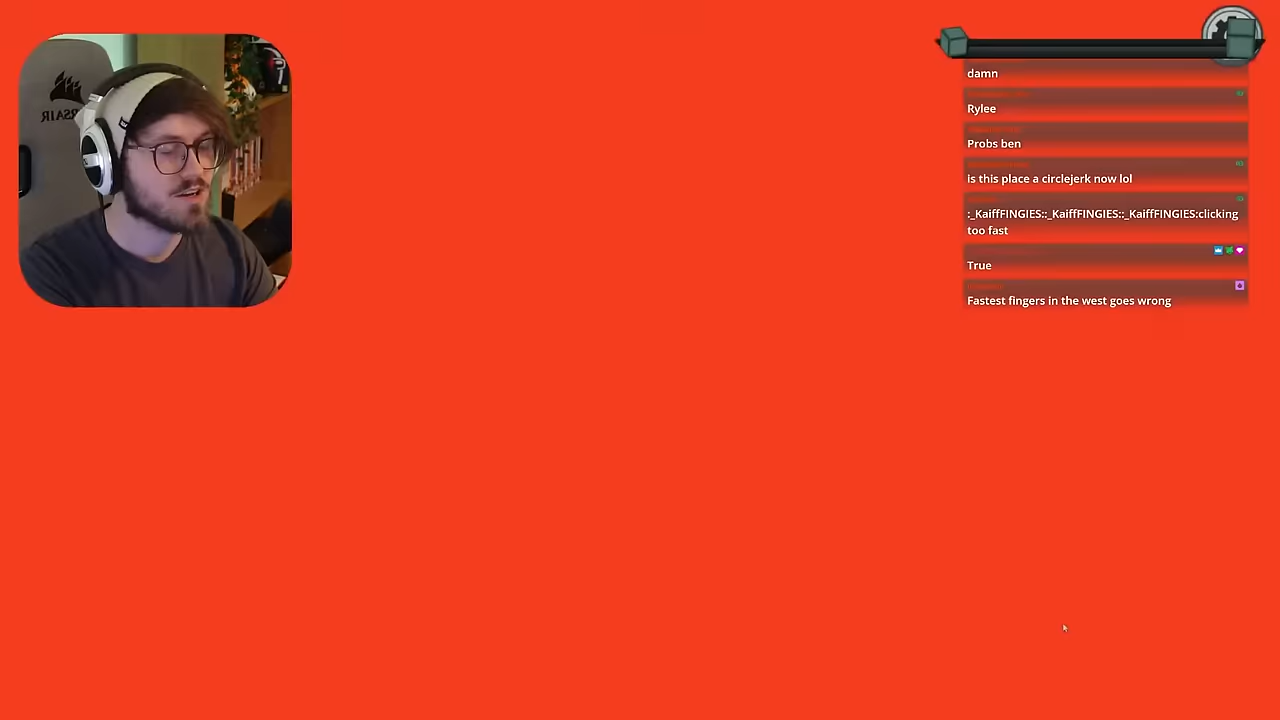 damn
Rylee
Probs ben
is this place a circlejerk now lol
:_KaiffFINGIES::_KaiffFINGIES::_KaiffFINGIES:clicking
too fast
True
Fastest fingers in the west goes wrong